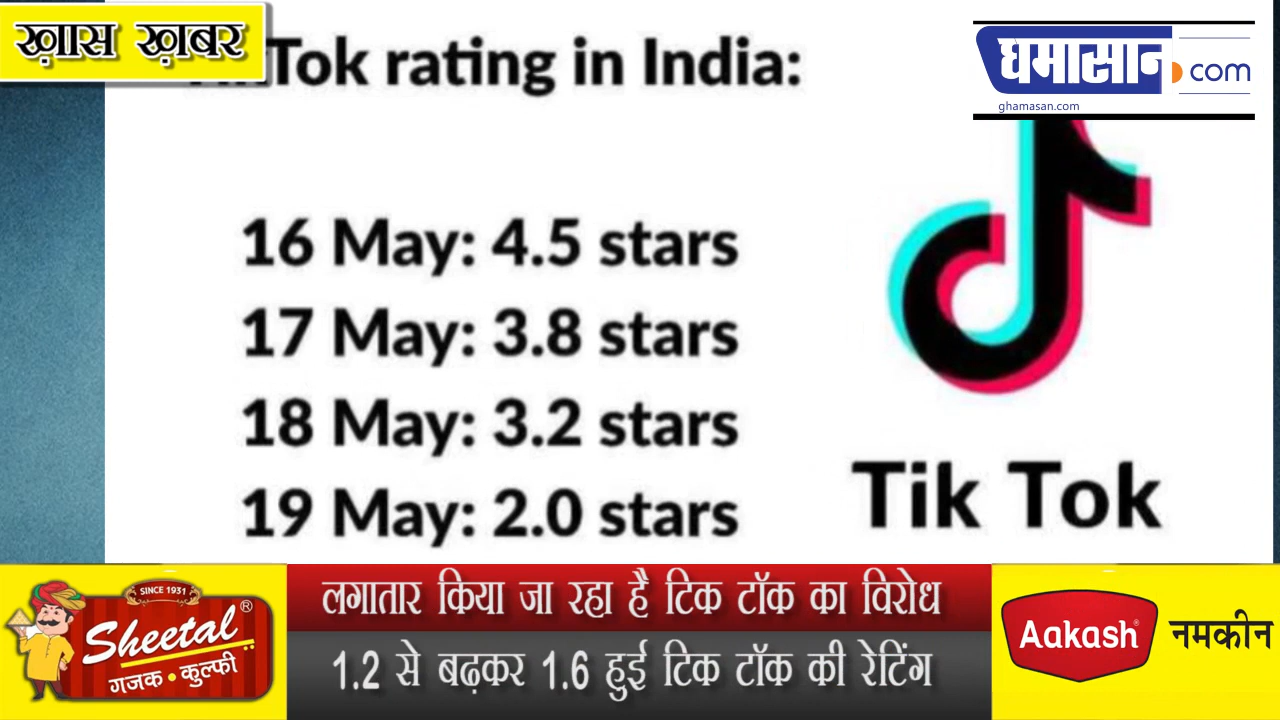 ख़ास ख़बर
Tok rating in India:
घमासान.com
ghamasan.com
16 May: 4.5 stars
17 May: 3.8 stars
18 May: 3.2 stars
19 May: 2.0 stars
Tik Tok
SINCE 1931
Sheetal®
गजक • कुल्फी
लगातार किया जा रहा है टिक टॉक का विरोध
1.2 से बढ़कर 1.6 हुई टिक टॉक की रेटिंग
Aakash® नमकीन